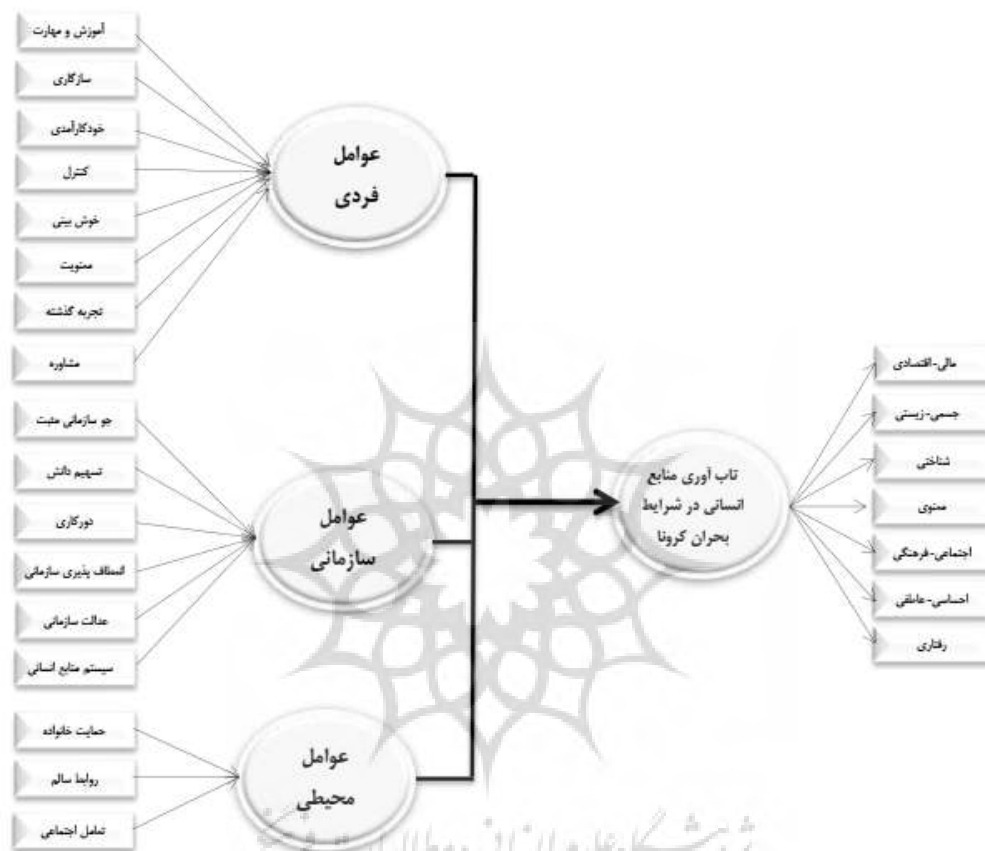 آموزش و مهارت
سازگاری
خودکارآمدی
کنترل
خوش بینی
معنویت
تجربه گذشته
مشاوره
عوامل
فردی
جو سازمانی مثبت
تسهیم دانش
دورکاری
انعطاف پذیری سازمانی
عدالت سازمانی
سیستم منابع انسانی
عوامل
سازمانی
حمایت خانواده
روابط سالم
تعامل اجتماعی
عوامل
محیطی
تاب آوری منابع
انسانی در شرایط
بحران کرونا
مالی-اقتصادی
جسمی-زیستی
شناختی
معنوی
اجتماعی-فرهنگی
احساسی-عاطفی
رفتاری